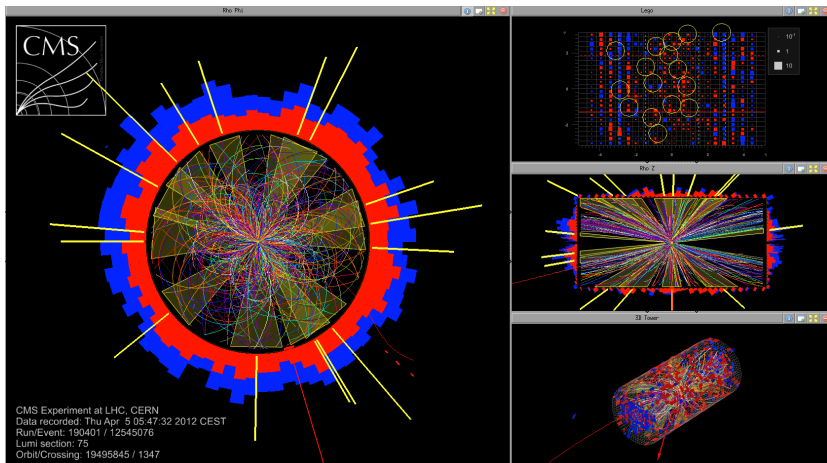 Rho Phi
CMS
CMS Experiment at LHC, CERN
Data recorded: Thu Apr 5 05:47:32 2012 CEST
Run/Event: 190401 / 12545076
Lumi section: 75
Orbit/Crossing: 19495845 / 1347
Lego
1
10
Rho Z
3D Tower